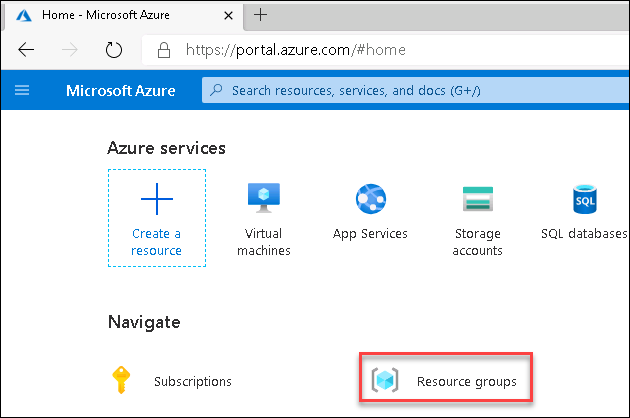 Home - Microsoft Azure
https://portal.azure.com/#home
Microsoft Azure
Search resources, services, and docs (G+/)
Azure services
Create a
resource
Virtual
machines
App Services
Storage
accounts
SQL
SQL databases
Navigate
Subscriptions
Resource groups